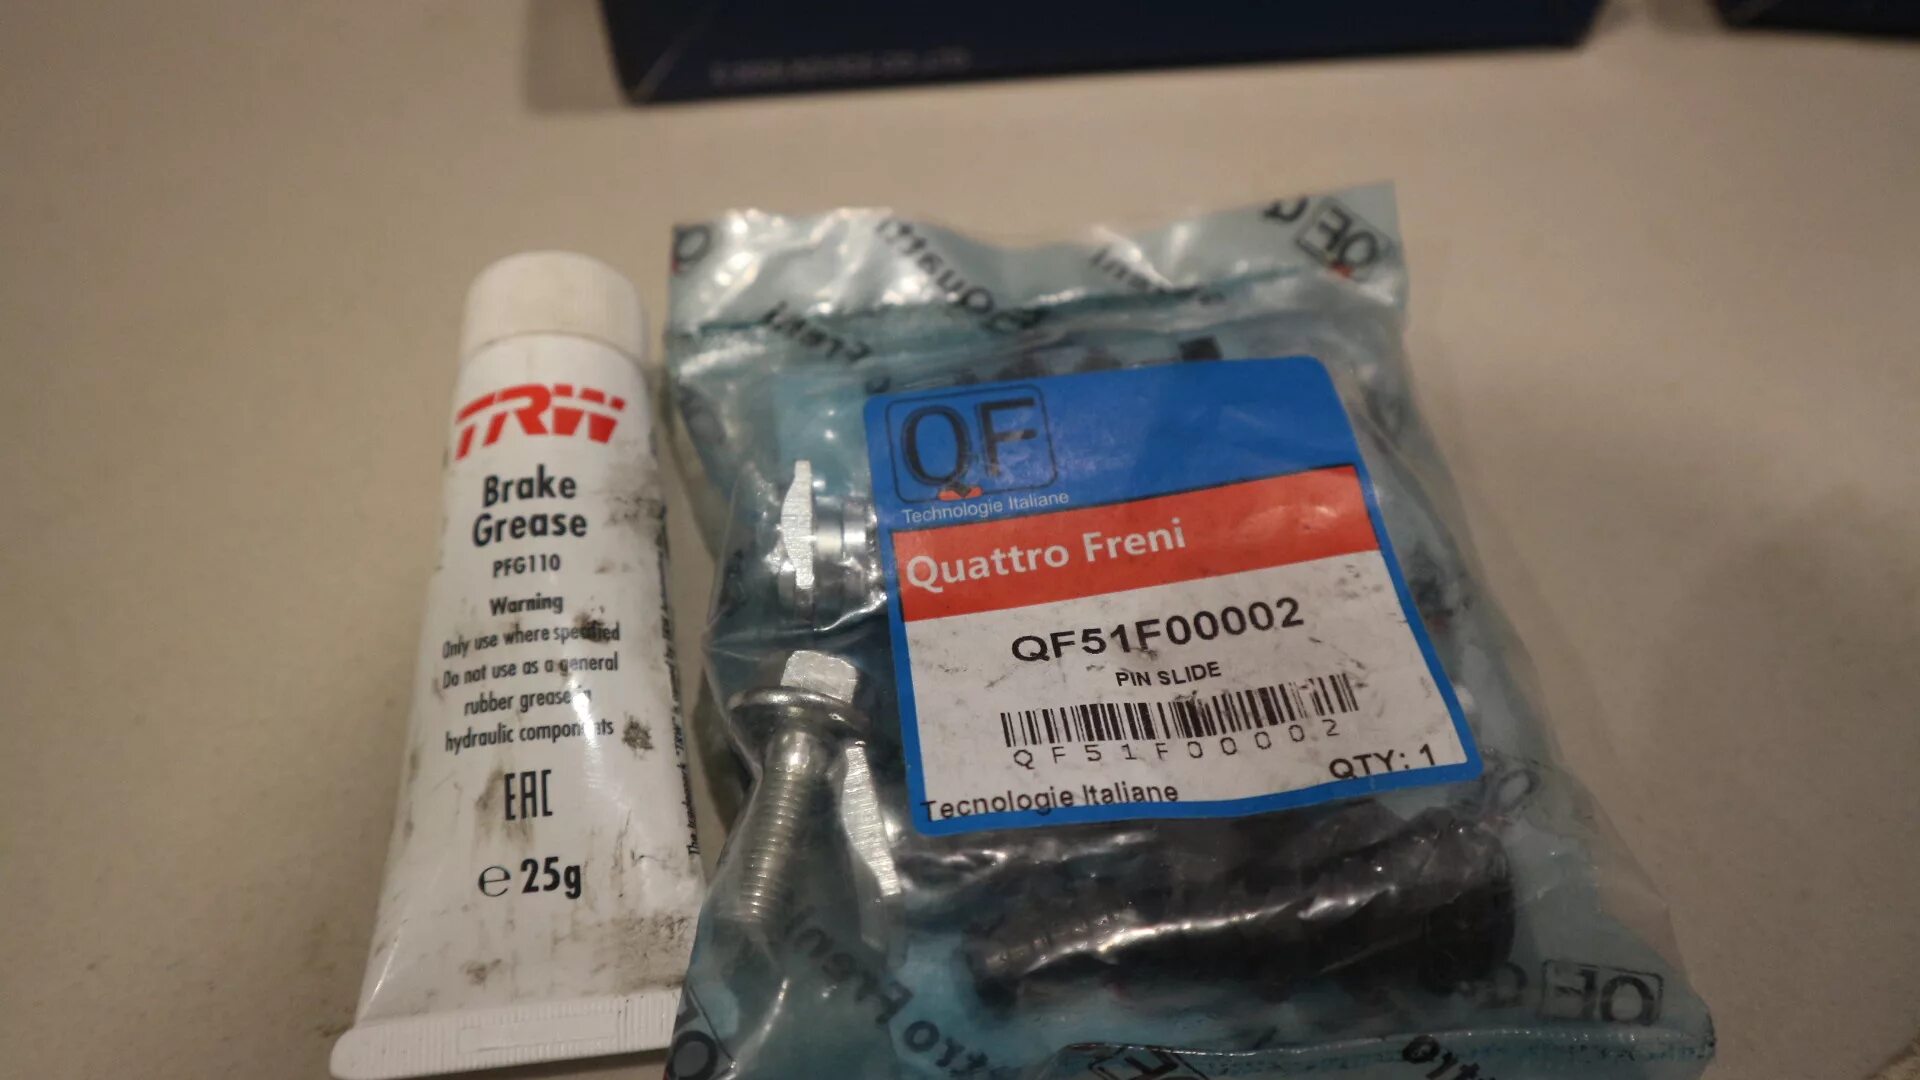 TRW
Brake
Grease
PFG110
Warning
Only use where specified
Do not use as a general
rubber grease in
hydraulic components
EAC
e 25g
QF
Technologie Italiane
Quattro Freni
QF51F00002
PIN SLIDE
QF51F00002
QTY: 1
Tecnologie Italiane